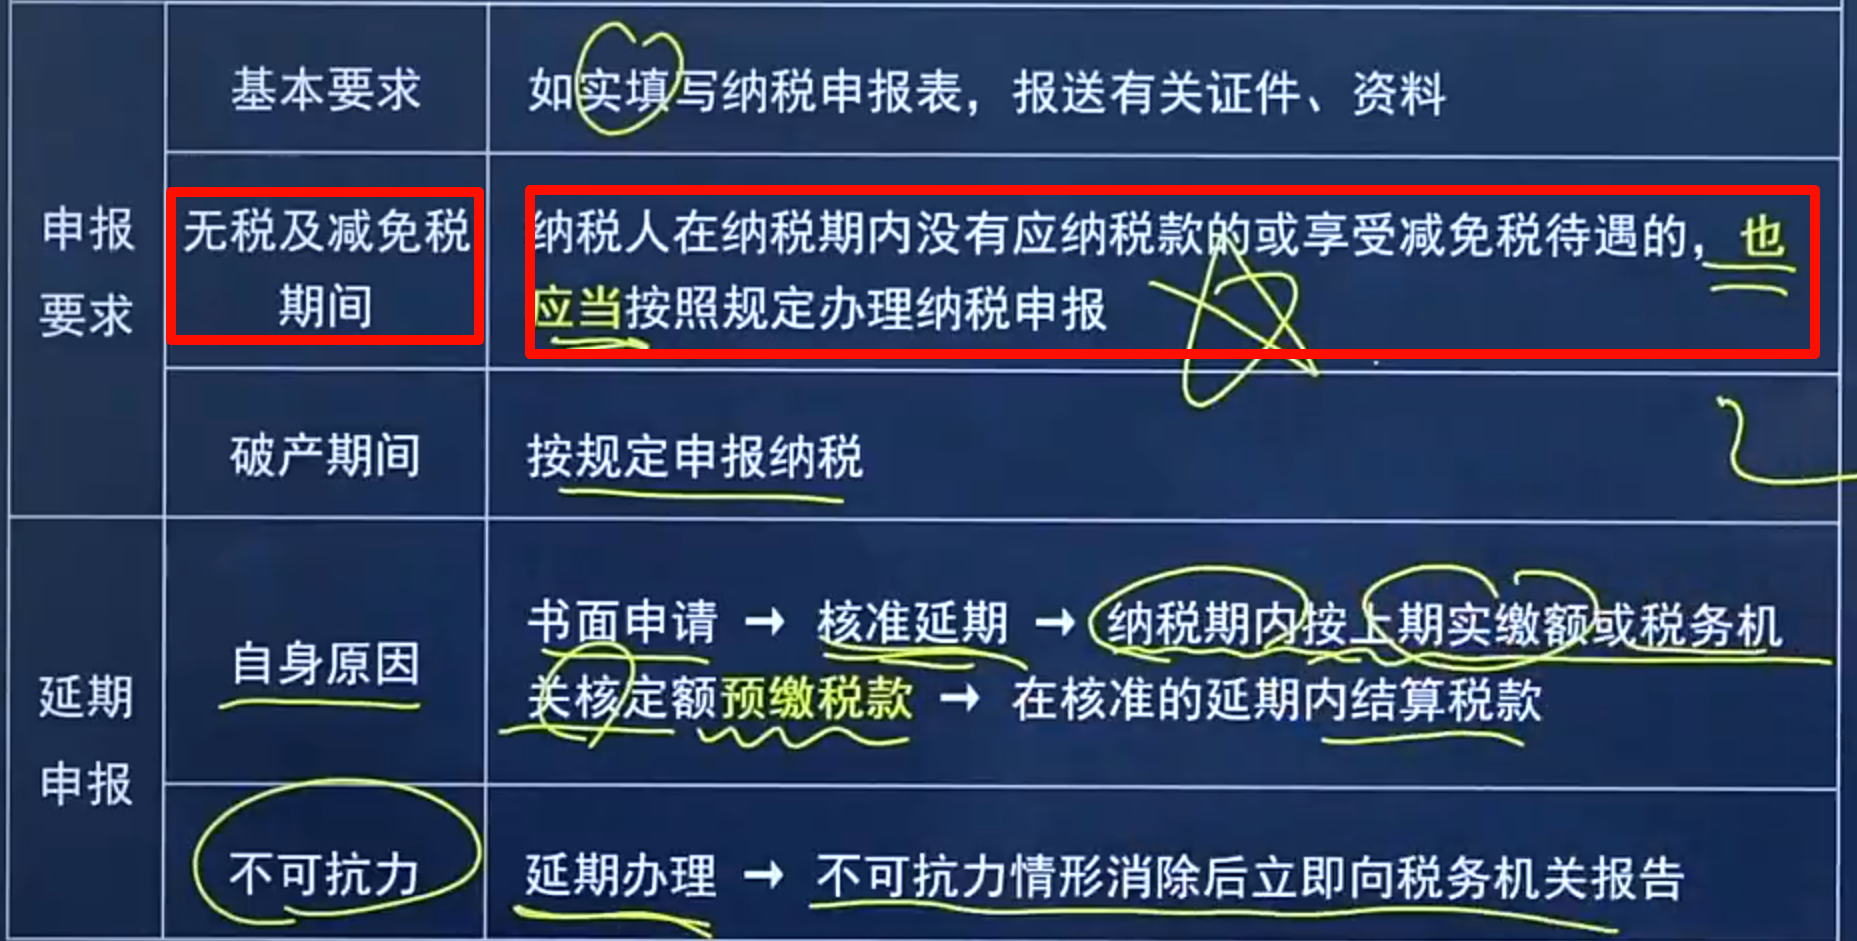 申报
要求
基本要求
如实填写纳税申报表，报送有关证件、资料
无税及减免税
期间
纳税人在纳税期内没有应纳税款的或享受减免税待遇的，也
应当按照规定办理纳税申报
破产期间
按规定申报纳税
延期
申报
自身原因
书面申请 → 核准延期 → 纳税期内按上期实缴额或税务机
关核定额预缴税款 → 在核准的延期内结算税款
不可抗力
延期办理 → 不可抗力情形消除后立即向税务机关报告